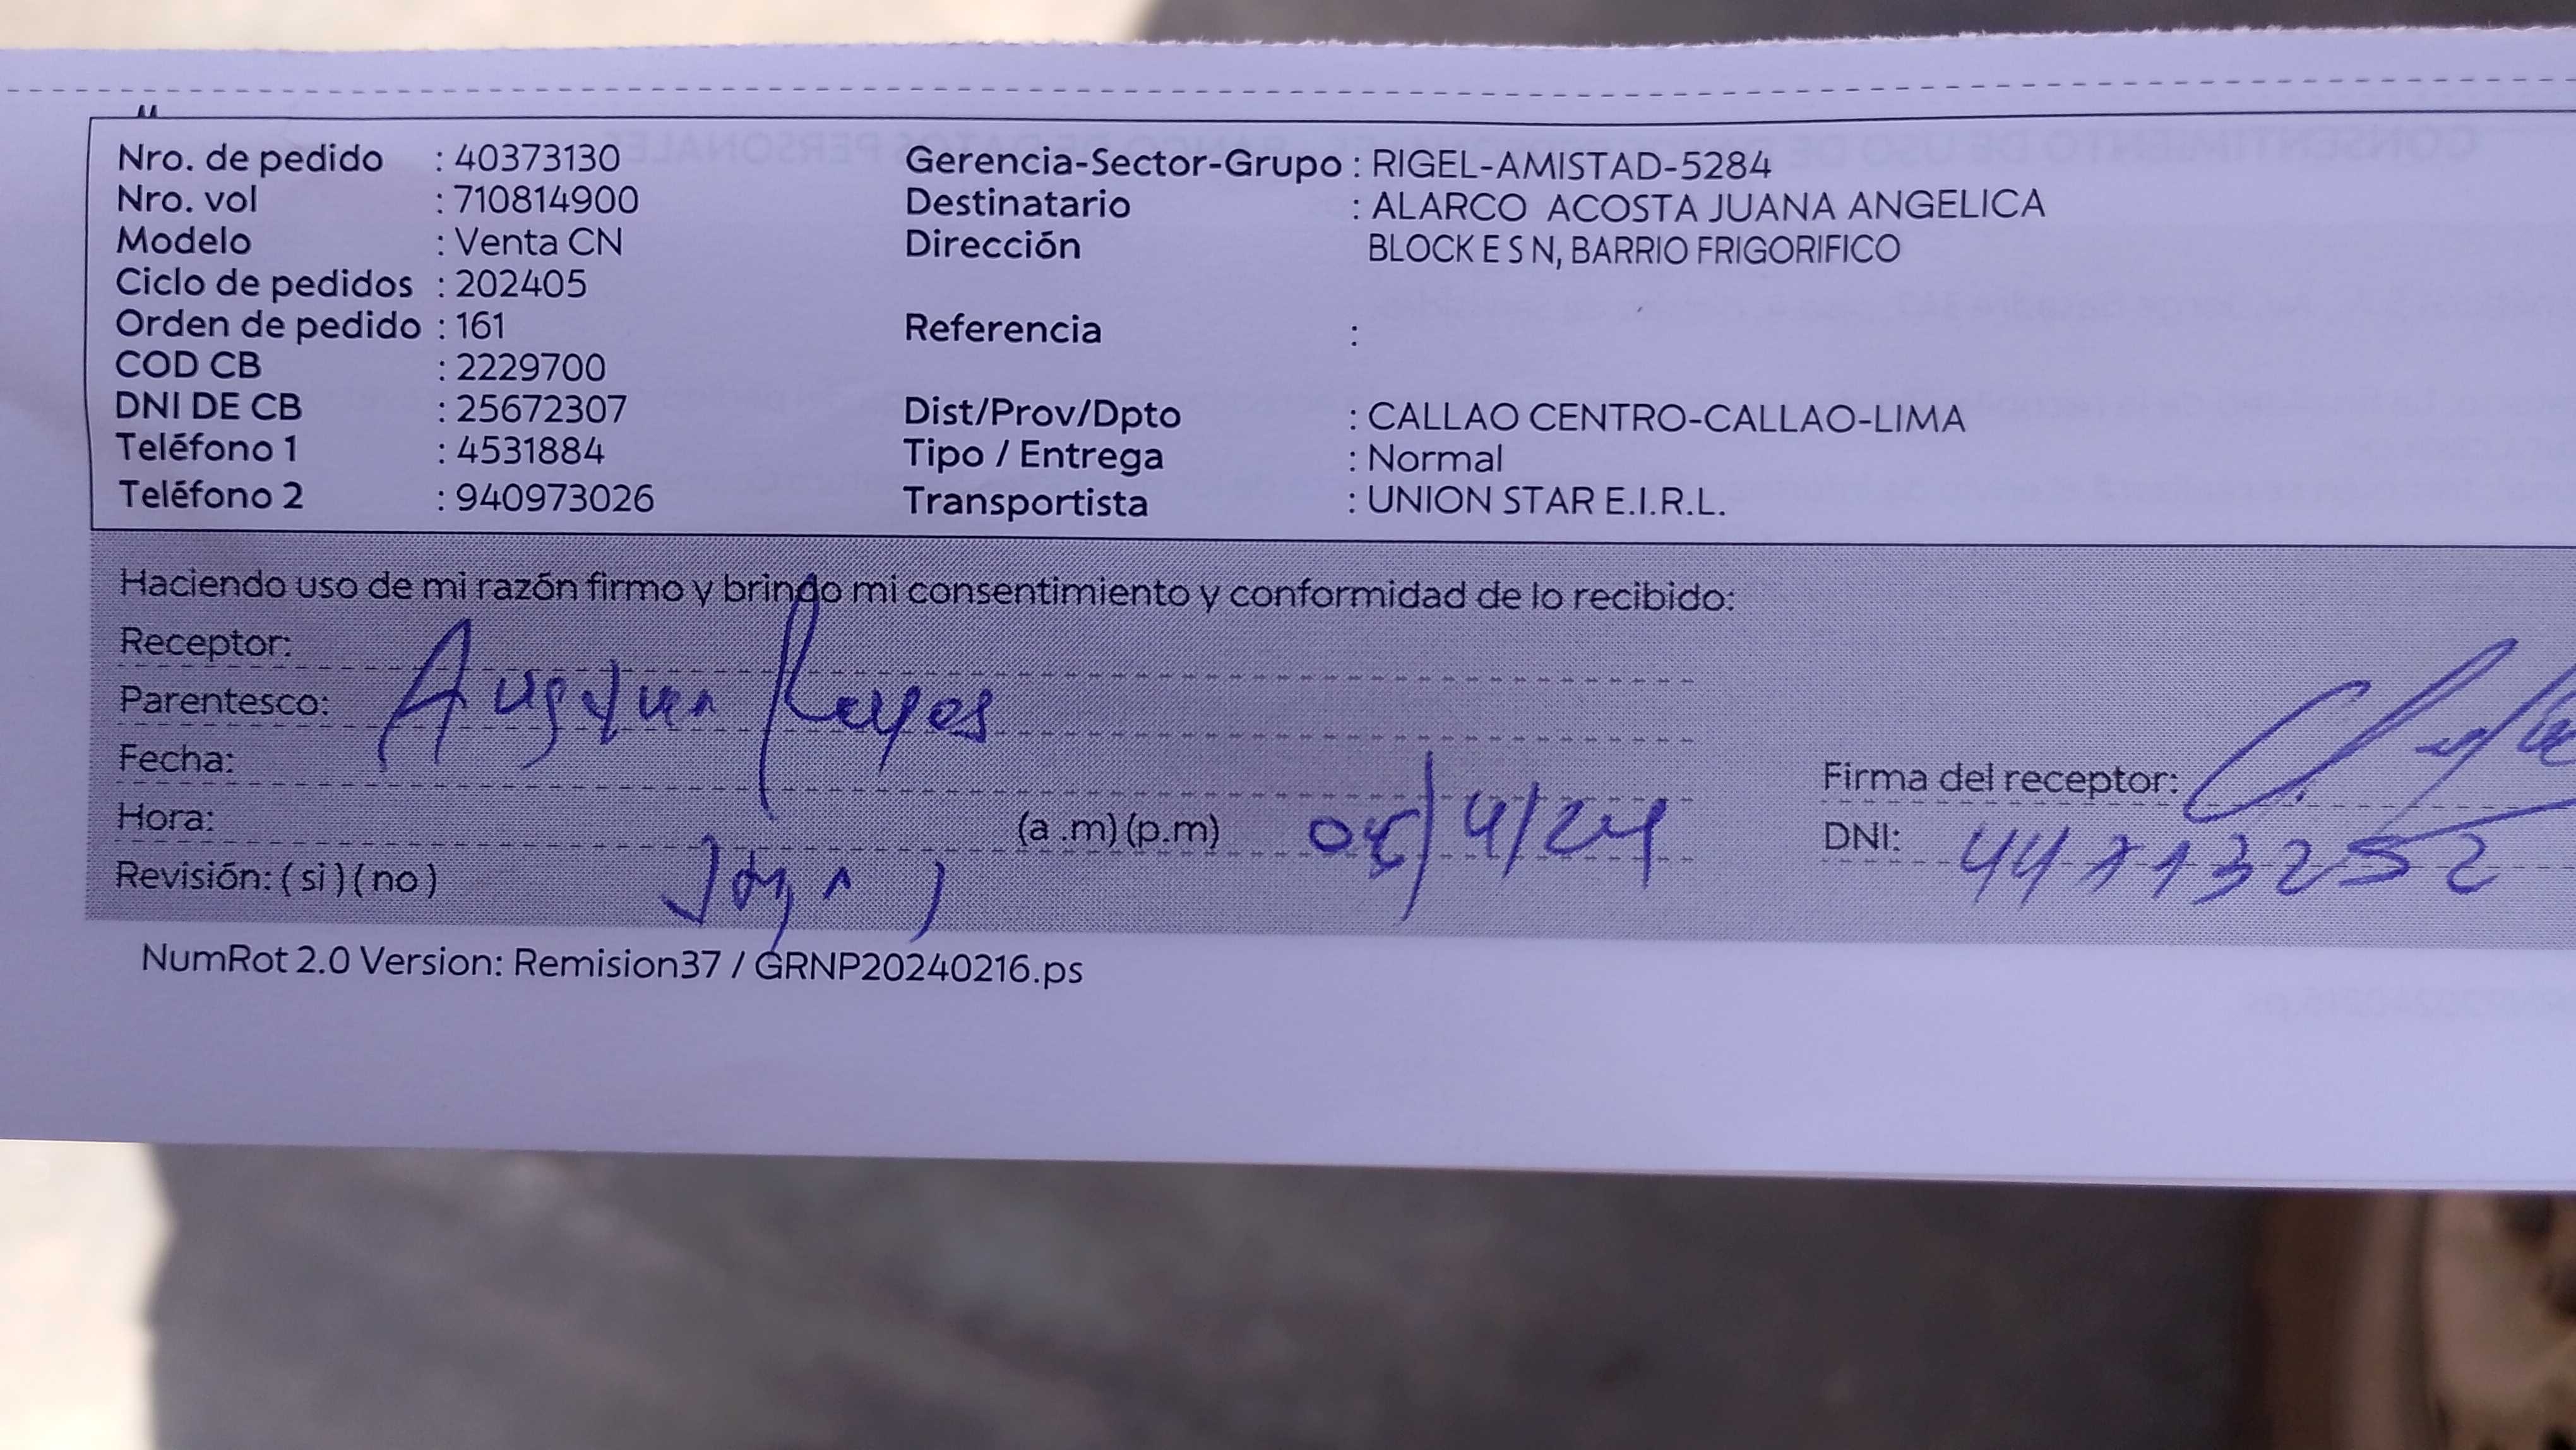 Nro. de pedido : 40373130
Nro. vol : 710814900
Modelo : Venta CN
Ciclo de pedidos : 202405
Orden de pedido : 161
COD CB : 2229700
DNI DE CB : 25672307
Teléfono 1 : 4531884
Teléfono 2 : 940973026
Gerencia-Sector-Grupo : RIGEL-AMISTAD-5284
Destinatario : ALARCO ACOSTA JUANA ANGELICA
Dirección BLOCK E S N, BARRIO FRIGORIFICO
Referencia :
Dist/Prov/Dpto : CALLAO CENTRO-CALLAO-LIMA
Tipo / Entrega : Normal
Transportista : UNION STAR E.I.R.L.
Haciendo uso de mi razón firmo y brindo mi consentimiento y conformidad de lo recibido:
Receptor:
Parentesco: Reyes
Fecha:
Hora: (a .m) (p.m) /4/24
Revisión: ( si ) ( no )
Firma del receptor:
DNI:
NumRot 2.0 Version: Remision37 / GRNP20240216.ps